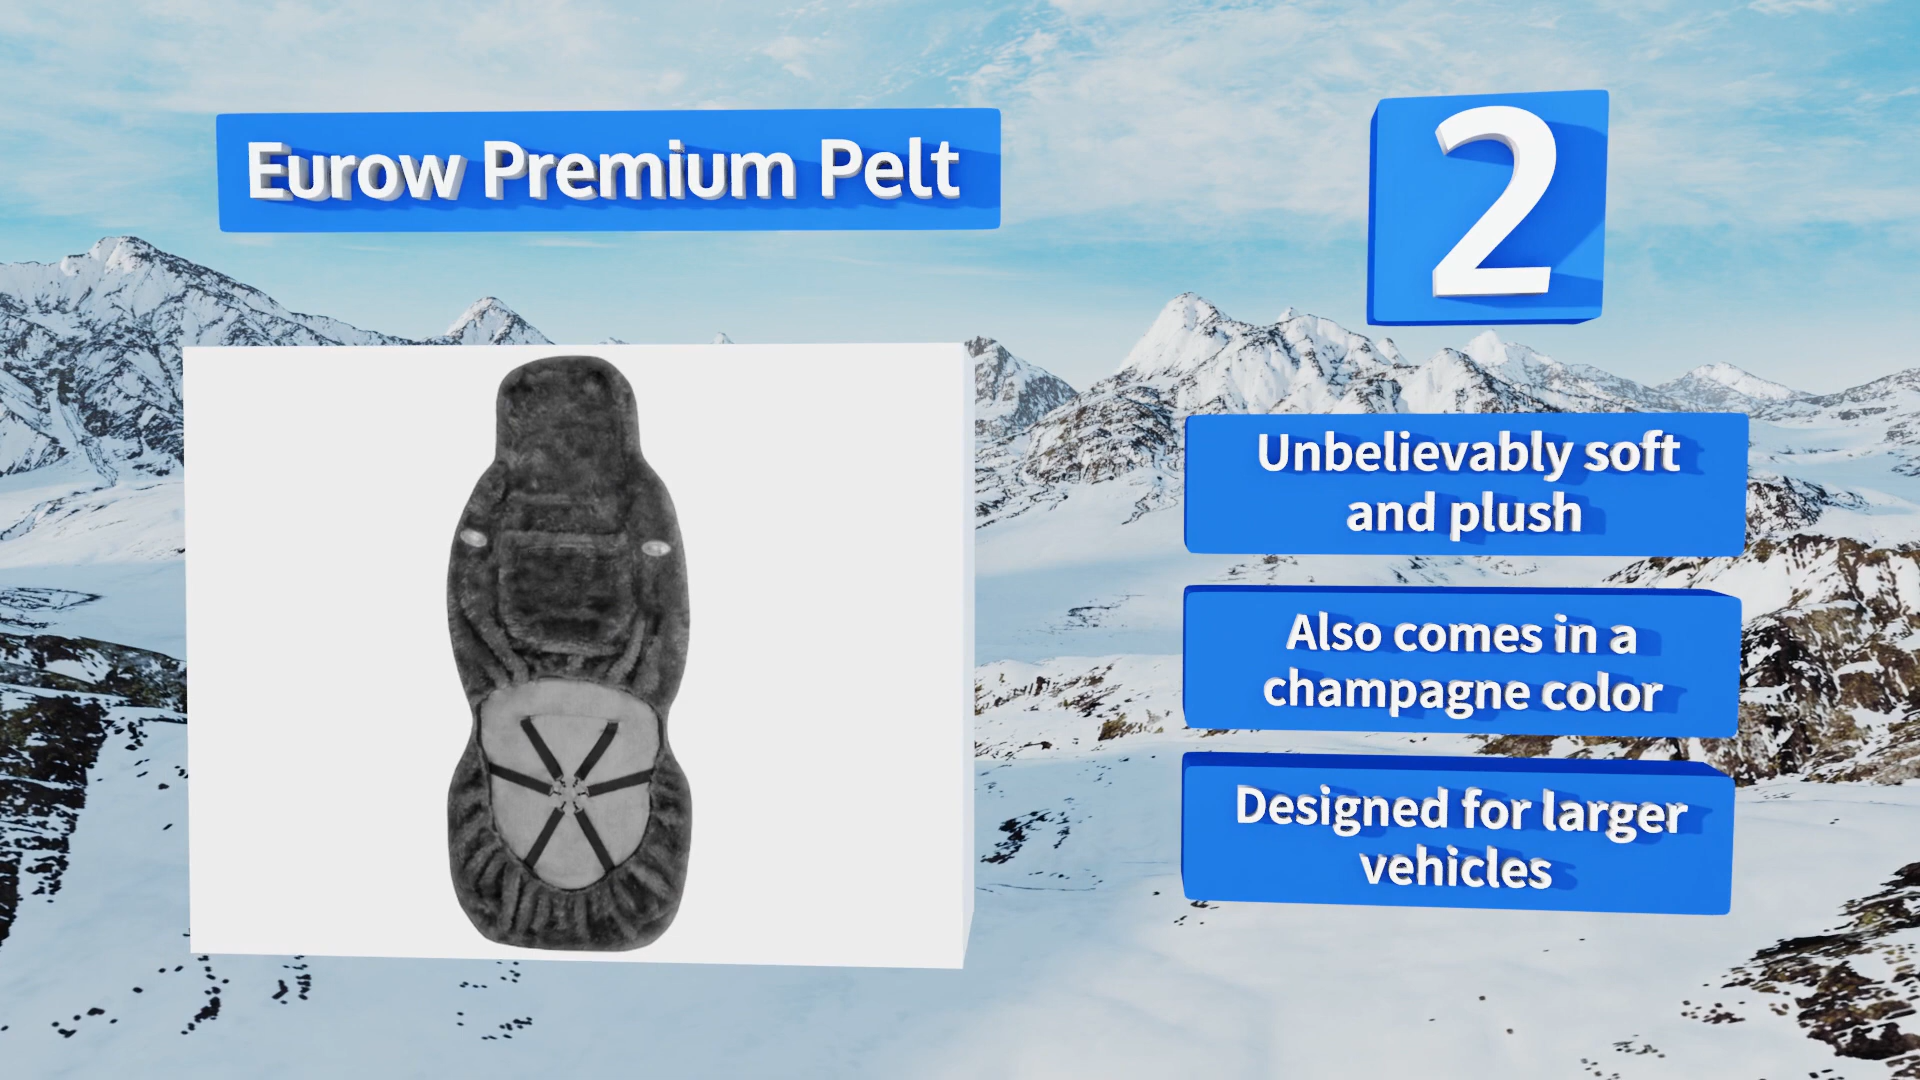 Eurow Premium Pelt
2
Unbelievably soft
and plush
Also comes in a
champagne color
Designed for larger
vehicles